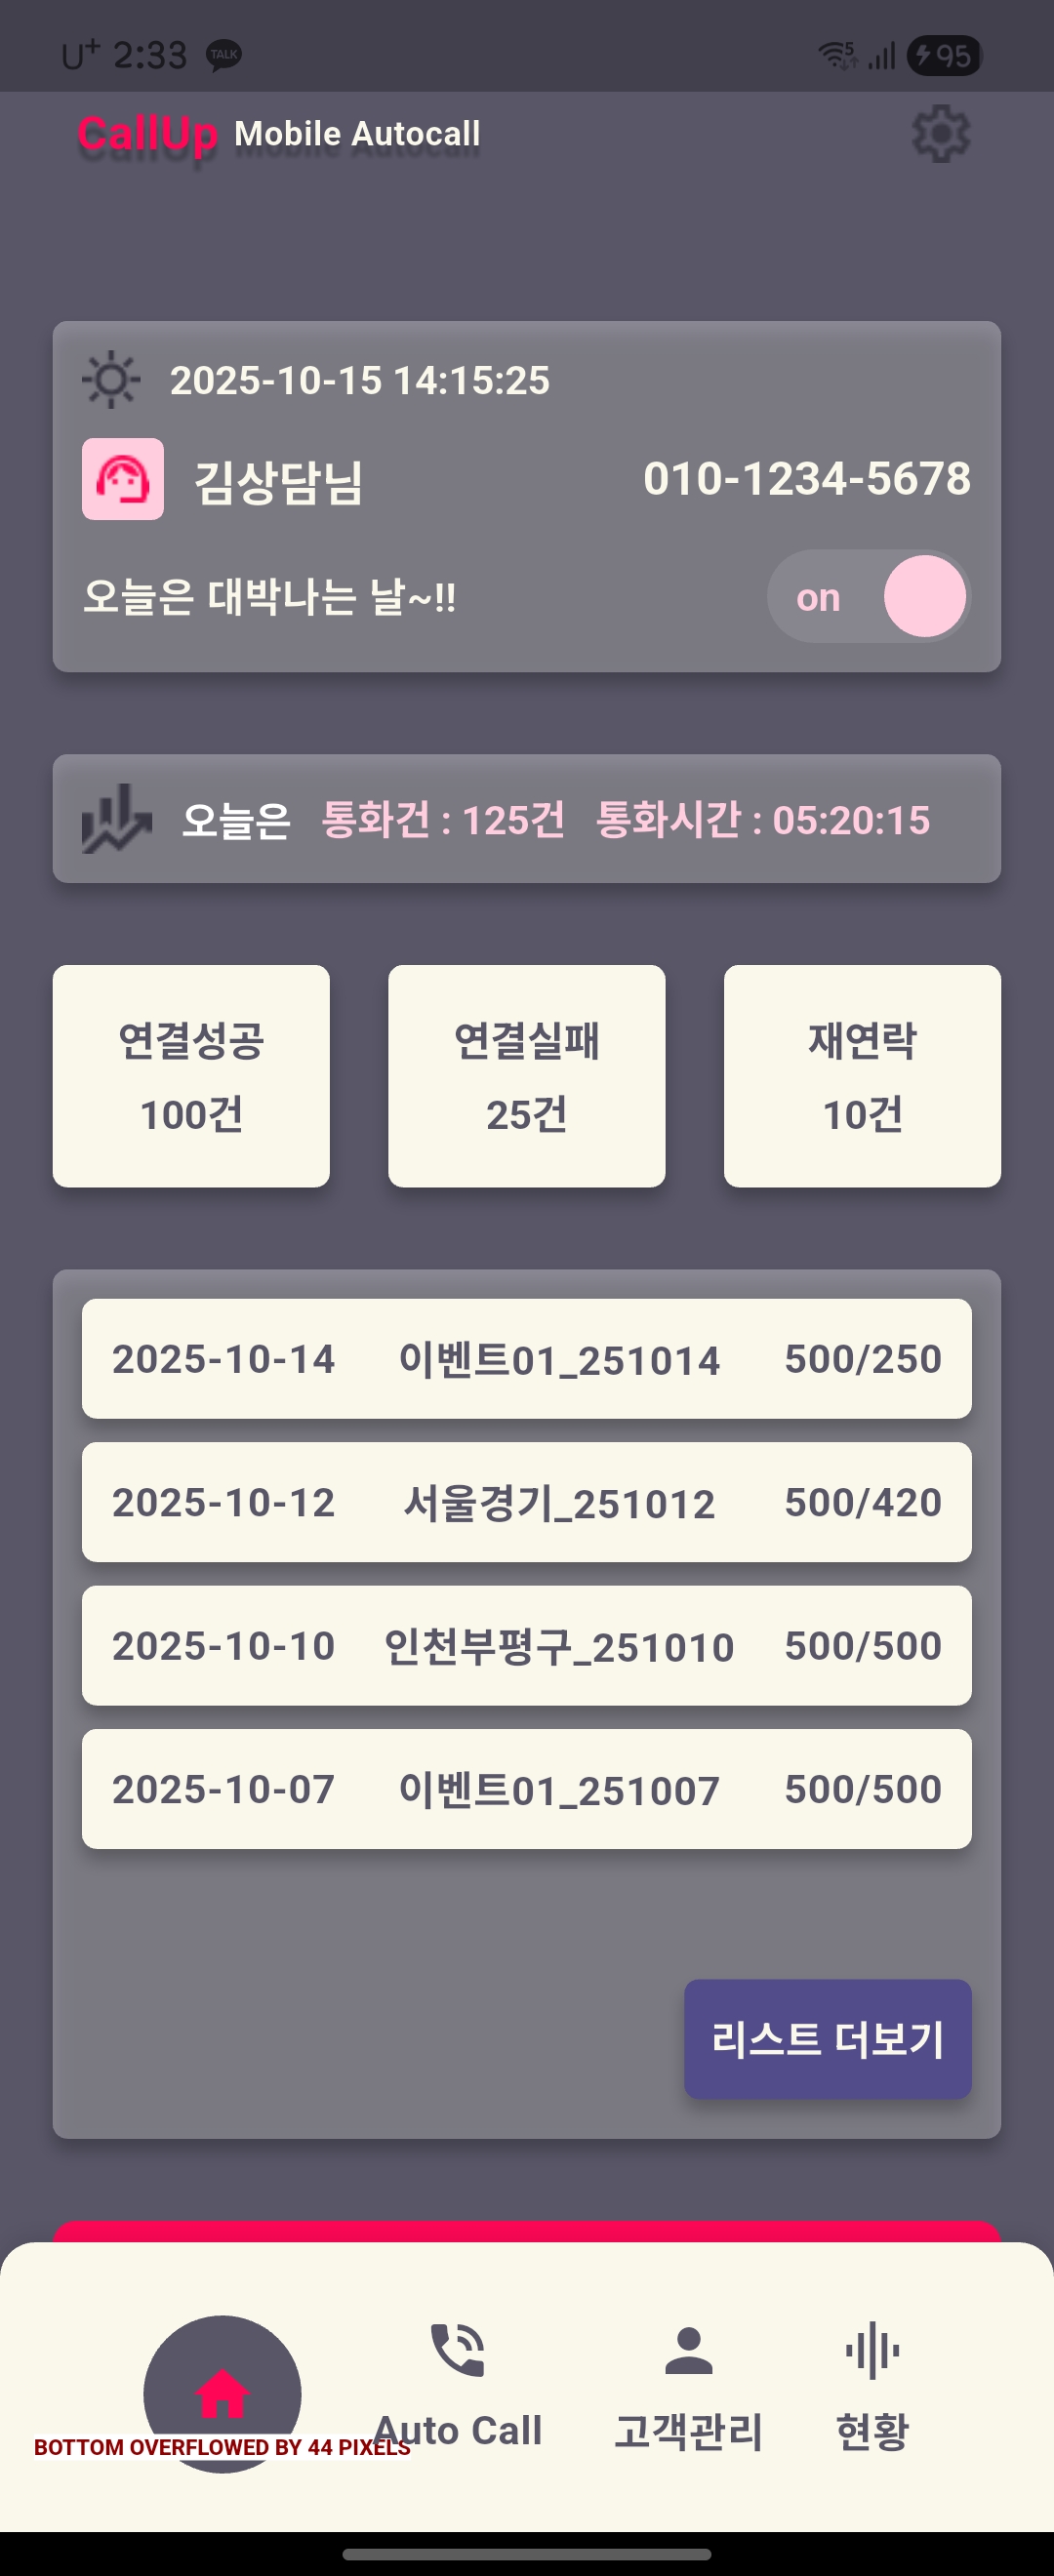 U+ 2:33 TALK 5 95
CallUp Mobile Autocall
2025-10-15 14:15:25
김상담님 010-1234-5678
오늘은 대박나는 날~!! on
오늘은 통화건 : 125건 통화시간 : 05:20:15
연결성공 연결실패 재연락
100건 25건 10건
2025-10-14 이벤트01_251014 500/250
2025-10-12 서울경기_251012 500/420
2025-10-10 인천부평구_251010 500/500
2025-10-07 이벤트01_251007 500/500
리스트 더보기
Auto Call 고객관리 현황
BOTTOM OVERFLOWED BY 44 PIXELS